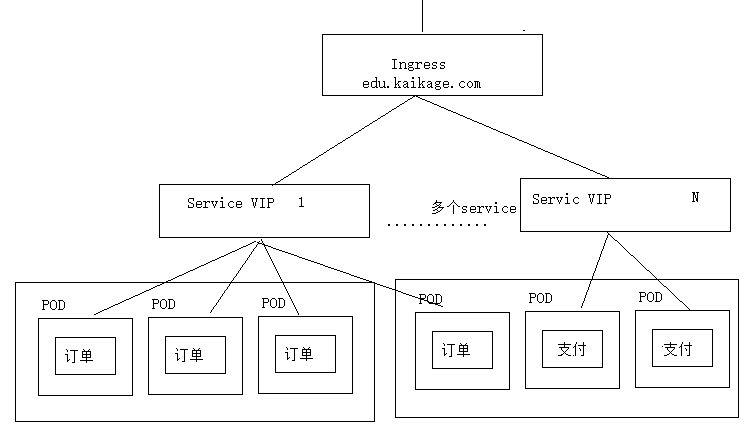 Ingress
edu.kaikage.com
Service VIP 1
多个service
Servic VIP N
.............
POD
POD
POD
POD
POD
POD
订单
订单
订单
订单
支付
支付